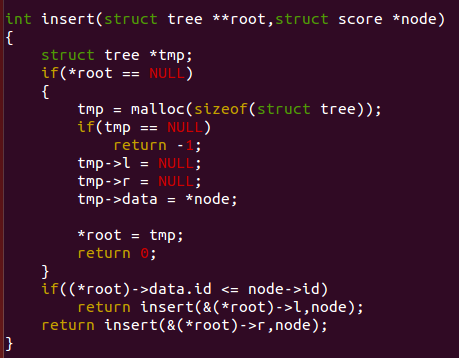 int insert(struct tree **root,struct score *node)
{
    struct tree *tmp;
    if(*root == NULL)
    {
        tmp = malloc(sizeof(struct tree));
        if(tmp == NULL)
            return -1;
        tmp->l = NULL;
        tmp->r = NULL;
        tmp->data = *node;

        *root = tmp;
        return 0;
    }
    if((*root)->data.id <= node->id)
        return insert(&(*root)->l,node);
    return insert(&(*root)->r,node);
}